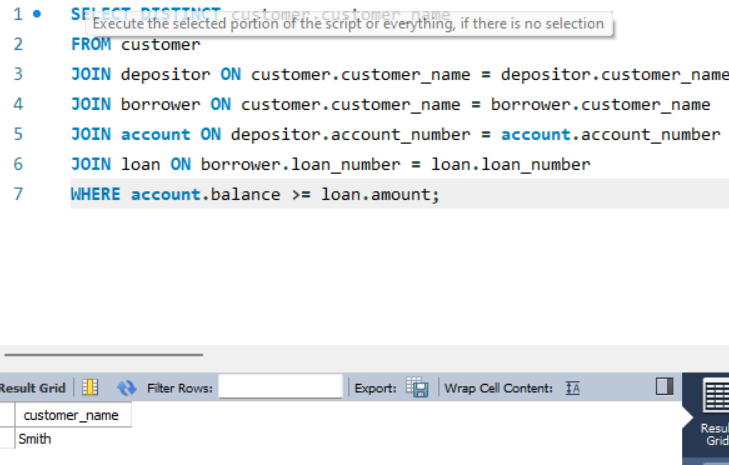 1 SELECT DISTINCT customer.customer_name
Execute the selected portion of the script or everything, if there is no selection
2 FROM customer
3 JOIN depositor ON customer.customer_name = depositor.customer_name
4 JOIN borrower ON customer.customer_name = borrower.customer_name
5 JOIN account ON depositor.account_number = account.account_number
6 JOIN loan ON borrower.loan_number = loan.loan_number
7 WHERE account.balance >= loan.amount;
Result Grid Filter Rows: Export: Wrap Cell Content: IA
customer_name
Smith
Resul
Grid